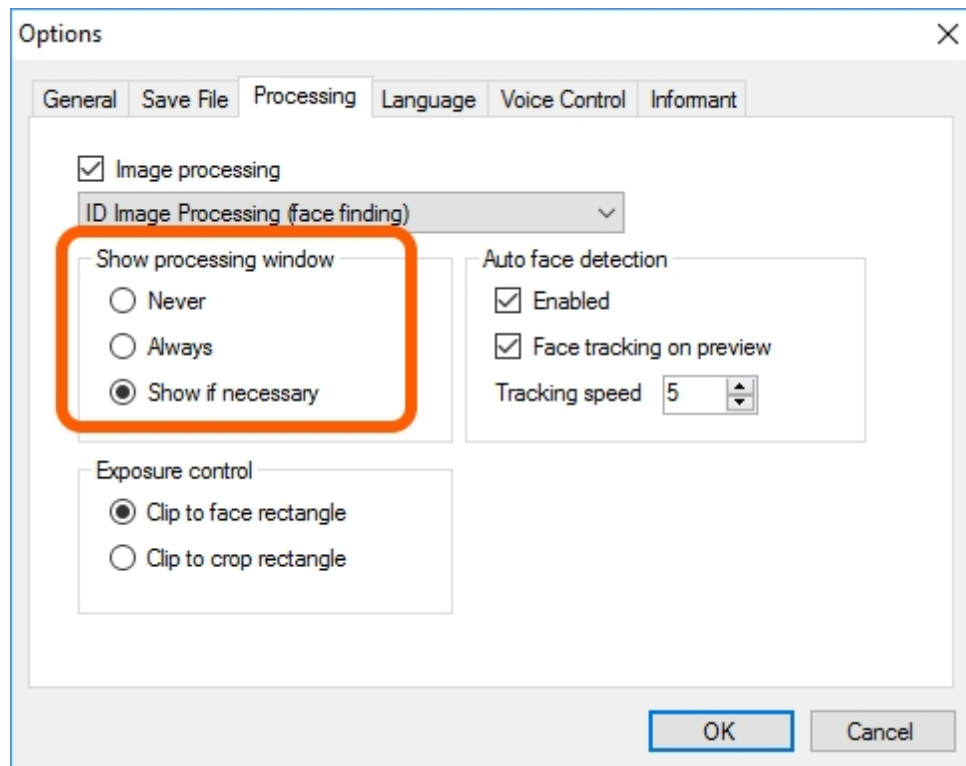 Options
General Save File Processing Language Voice Control Informant
Image processing
ID Image Processing (face finding)
Show processing window
Never
Always
Show if necessary
Auto face detection
Enabled
Face tracking on preview
Tracking speed 5
Exposure control
Clip to face rectangle
Clip to crop rectangle
OK Cancel